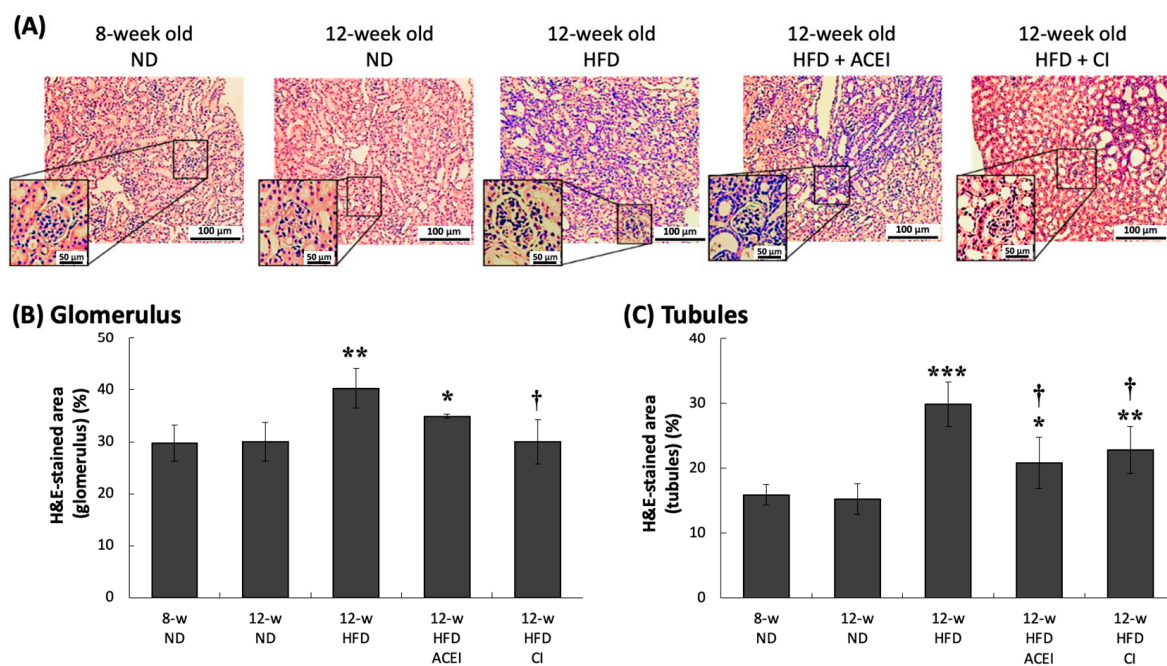 (A)
8-week old
ND
12-week old
ND
12-week old
HFD
12-week old
HFD + ACEI
12-week old
HFD + CI
50 µm
100 µm
50 µm
100 µm
50 µm
100 µm
50 µm
100 µm
50 µm
100 µm
(B) Glomerulus
H&E-stained area
(glomerulus) (%)
50
40
30
20
10
0
**
*
†
8-w
ND
12-w
ND
12-w
HFD
12-w
HFD
ACEI
12-w
HFD
CI
(C) Tubules
H&E-stained area
(tubules) (%)
40
30
20
10
0
***
†
*
†
**
8-w
ND
12-w
ND
12-w
HFD
12-w
HFD
ACEI
12-w
HFD
CI